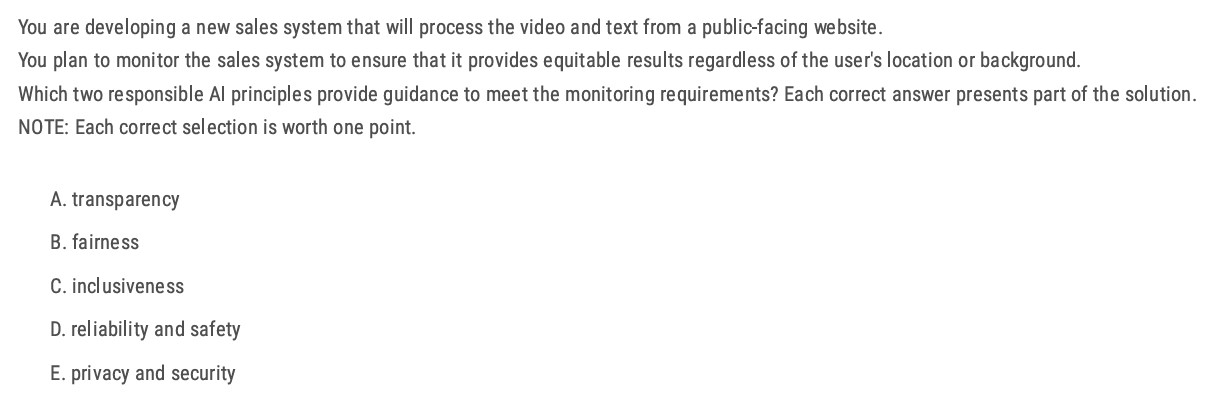 You are developing a new sales system that will process the video and text from a public-facing website.
You plan to monitor the sales system to ensure that it provides equitable results regardless of the user's location or background.
Which two responsible AI principles provide guidance to meet the monitoring requirements? Each correct answer presents part of the solution.
NOTE: Each correct selection is worth one point.
A. transparency
B. fairness
C. inclusiveness
D. reliability and safety
E. privacy and security